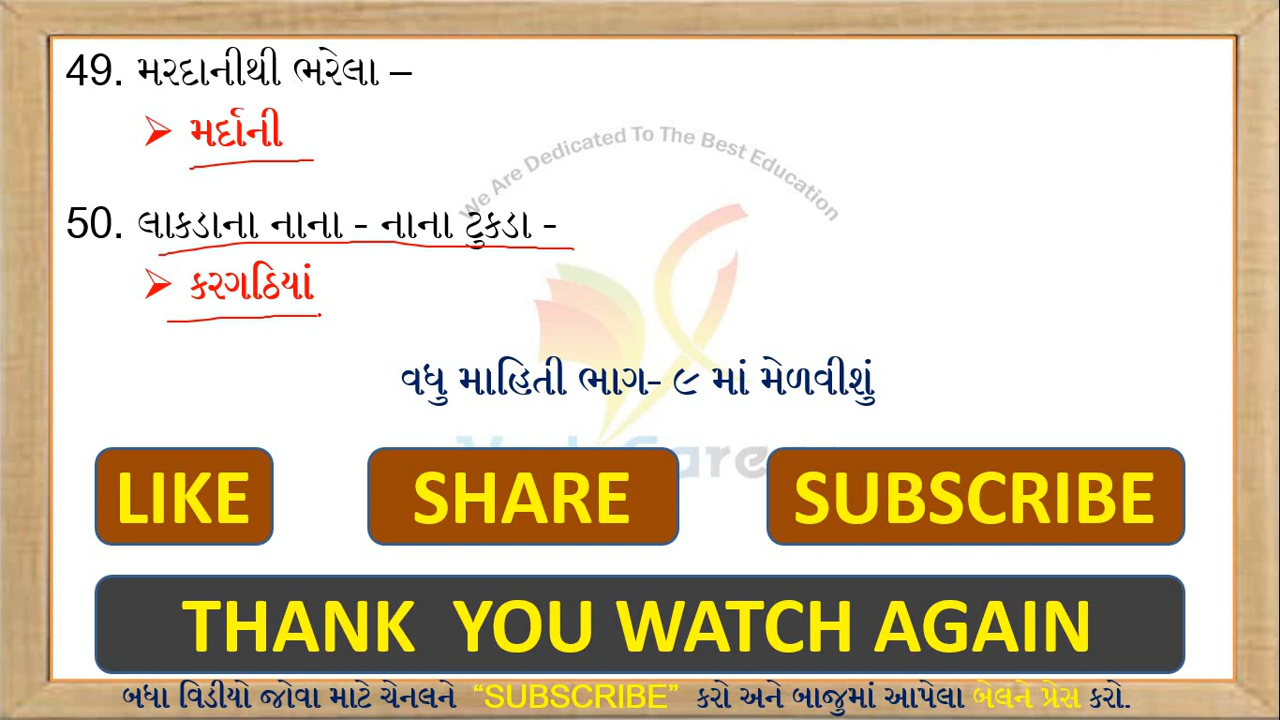 49. મરદાનીથી ભરેલા –
➢ મર્દાની
We Are Dedicated To The Best Education
50. લાકડાના નાના - નાના ટુકડા -
➢ કરગઠિયાં
વધુ માહિતી ભાગ- ૯ માં મેળવીશું
LIKE SHARE SUBSCRIBE
THANK YOU WATCH AGAIN
બધા વિડીયો જોવા માટે ચેનલને “SUBSCRIBE” કરો અને બાજુમાં આપેલા બેલને પ્રેસ કરો.